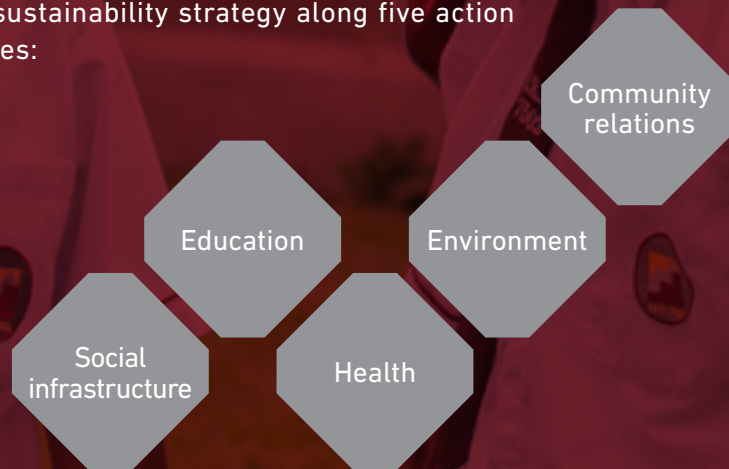 sustainability strategy along five action
es:
Community
relations
Education
Environment
Social
infrastructure
Health